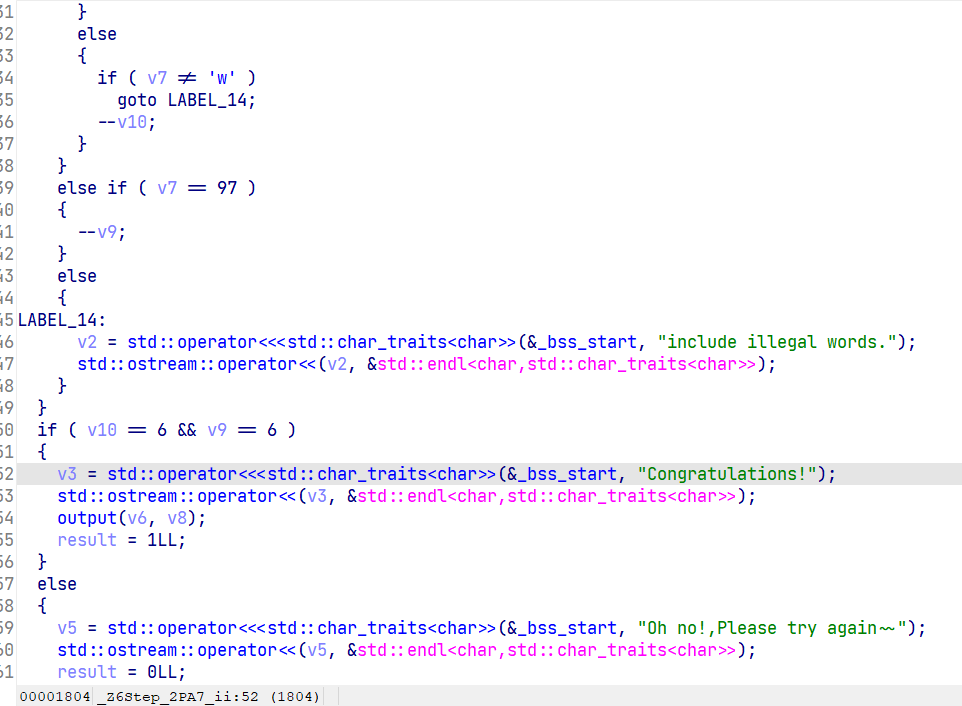 31 }
32 else
33 {
34 if ( v7 ≠ 'w' )
35 goto LABEL_14;
36 --v10;
37 }
38 }
39 else if ( v7 == 97 )
40 {
41 --v9;
42 }
43 else
44 {
45 LABEL_14:
46 v2 = std::operator<<<std::char_traits<char>>(&_bss_start, "include illegal words.");
47 std::ostream::operator<<(v2, &std::endl<char,std::char_traits<char>>);
48 }
49 }
50 if ( v10 == 6 && v9 == 6 )
51 {
52 v3 = std::operator<<<std::char_traits<char>>(&_bss_start, "Congratulations!");
53 std::ostream::operator<<(v3, &std::endl<char,std::char_traits<char>>);
54 output(v6, v8);
55 result = 1LL;
56 }
57 else
58 {
59 v5 = std::operator<<<std::char_traits<char>>(&_bss_start, "Oh no!,Please try again~~");
60 std::ostream::operator<<(v5, &std::endl<char,std::char_traits<char>>);
61 result = 0LL;
00001804 _Z6Step_2PA7_ii:52 (1804)